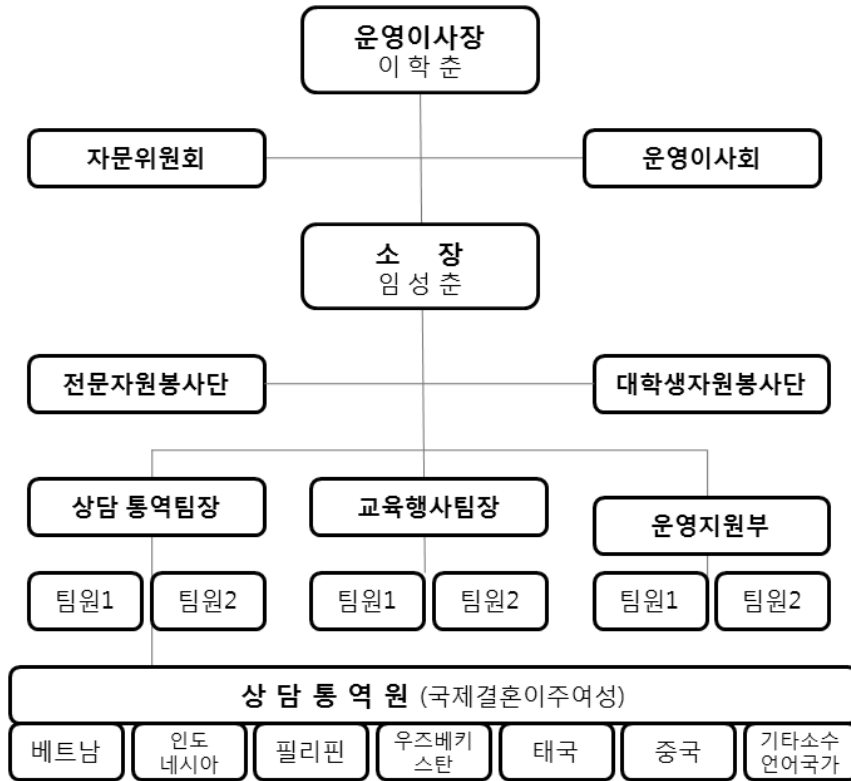 운영이사장
이 학 춘
자문위원회
운영이사회
소 장
임 성 춘
전문자원봉사단
대학생자원봉사단
상담 통역팀장
교육행사팀장
운영지원부
팀원1
팀원2
팀원1
팀원2
팀원1
팀원2
상 담 통 역 원 (국제결혼이주여성)
베트남
인도
네시아
필리핀
우즈베키
스탄
태국
중국
기타소수
언어국가